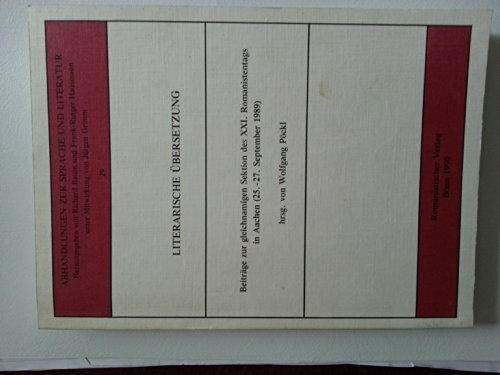 ABHANDLUNGEN ZUR SPRACHE UND LITERATUR
Herausgegeben von Richard Baum und Frank-Rutger Hausmann
unter Mitwirkung von Jürgen Grimm
29
LITERARISCHE ÜBERSETZUNG
Beiträge zur gleichnamigen Sektion des XXI. Romanistentags
in Aachen (25.-27. September 1989)
hrsg. von Wolfgang Pöckl
Romanistischer Verlag
Bonn 1990